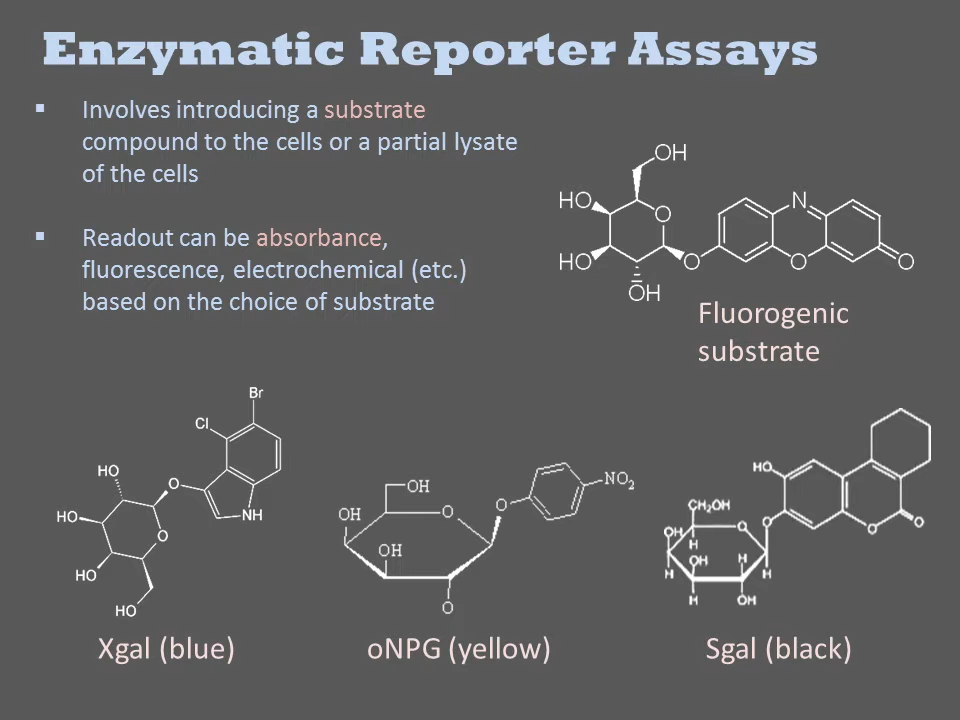 Enzymatic Reporter Assays
▪ Involves introducing a substrate
compound to the cells or a partial lysate
of the cells
▪ Readout can be absorbance,
fluorescence, electrochemical (etc.)
based on the choice of substrate
OH
HO
O
N
HO
O
O
O
OH
Fluorogenic
substrate
Br
Cl
HO
O
HO
NH
O
HO
HO
Xgal (blue)
OH
NO2
O
OH
O
OH
O
oNPG (yellow)
HO
CH2OH
O
O
O
O
OH
H
OH
H
H
H
H
OH
Sgal (black)